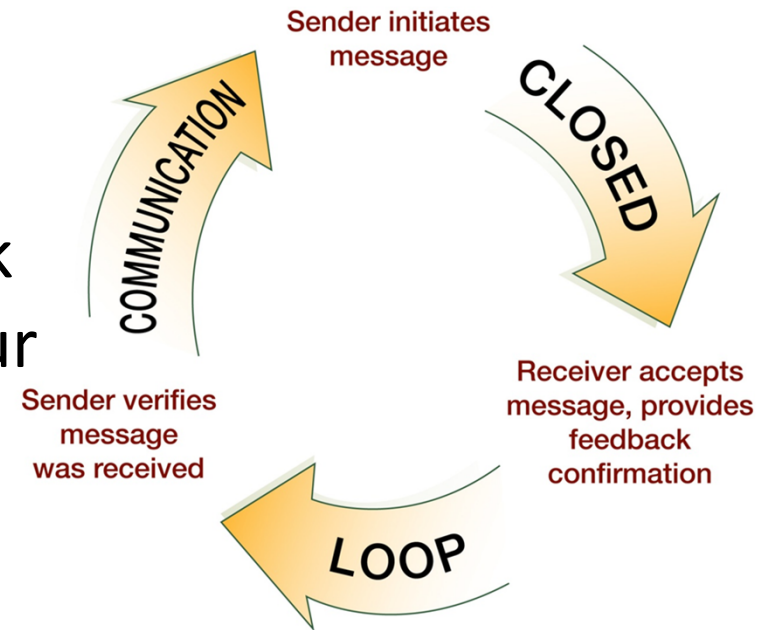 Sender initiates
message
CLOSED
Receiver accepts
message, provides
feedback
confirmation
LOOP
Sender verifies
message
was received
COMMUNICATION